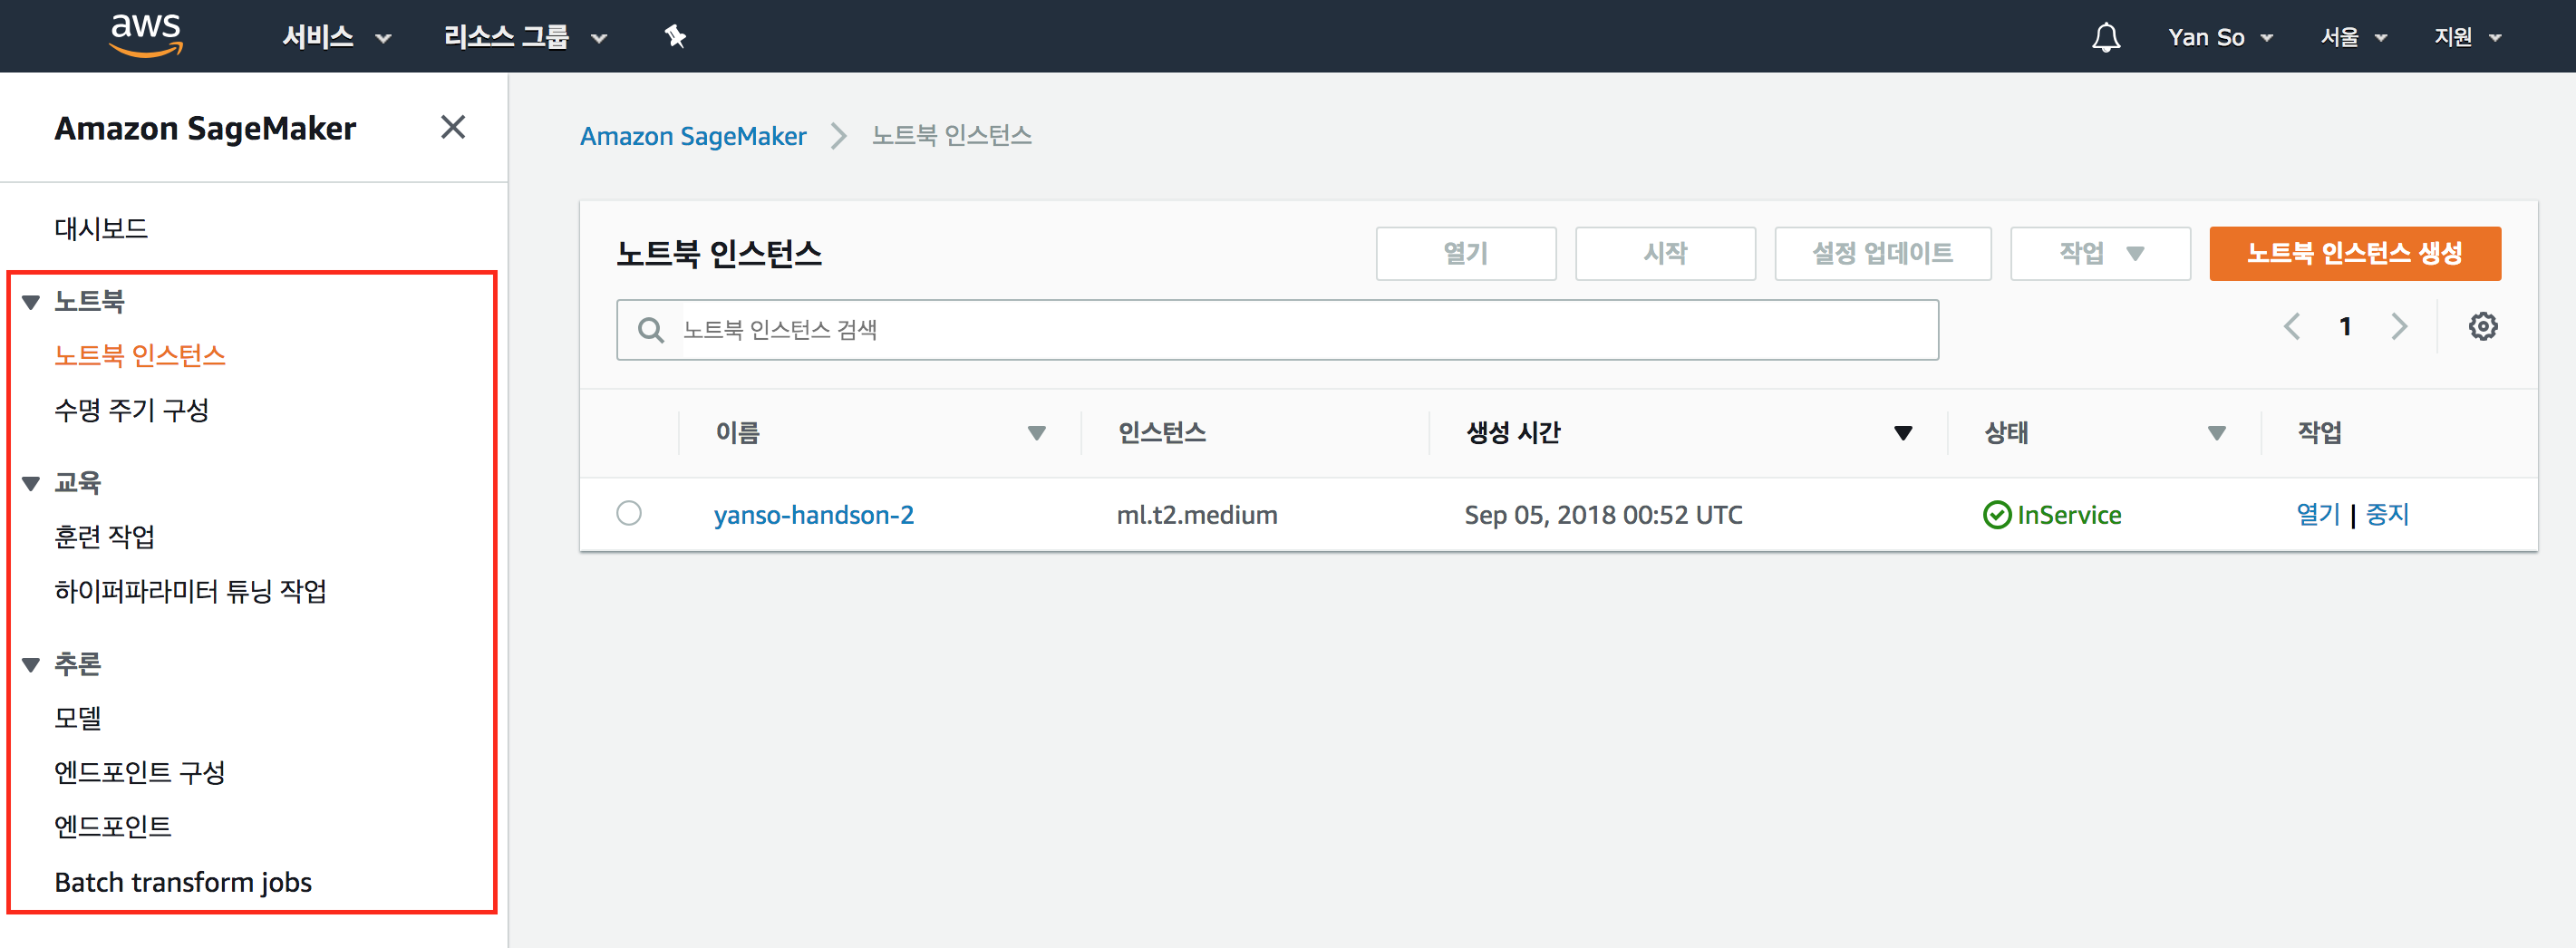 aws 서비스 리소스 그룹 Yan So 서울 지원
Amazon SageMaker
대시보드
노트북
노트북 인스턴스
수명 주기 구성
교육
훈련 작업
하이퍼파라미터 튜닝 작업
추론
모델
엔드포인트 구성
엔드포인트
Batch transform jobs
Amazon SageMaker 노트북 인스턴스
노트북 인스턴스 열기 시작 설정 업데이트 작업 노트북 인스턴스 생성
노트북 인스턴스 검색 1
이름 인스턴스 생성 시간 상태 작업
yanso-handson-2 ml.t2.medium Sep 05, 2018 00:52 UTC InService 열기 | 중지